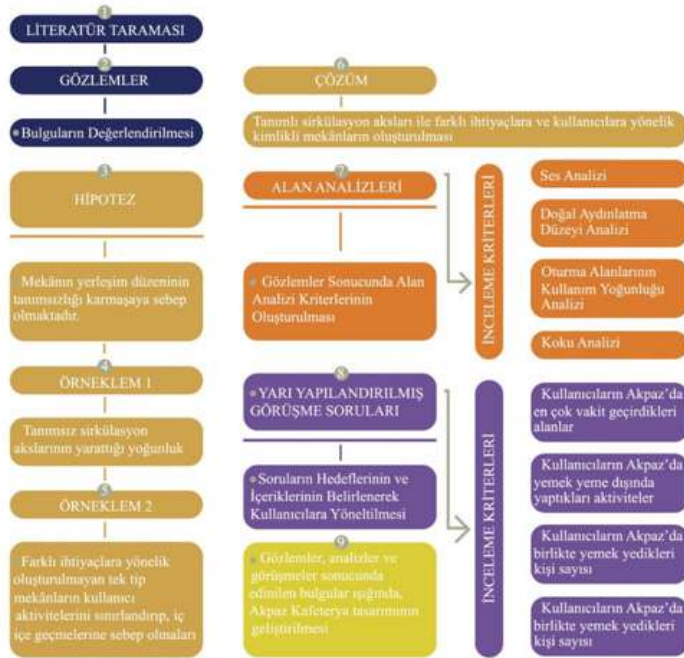 1
LİTERATÜR TARAMASI
2
GÖZLEMLER
Bulguların Değerlendirilmesi
3
HİPOTEZ
Mekânın yerleşim düzeninin
tanımsızlığı karmaşaya sebep
olmaktadır.
4
ÖRNEKLEM 1
Tanımsız sirkülasyon
akslarının yarattığı yoğunluk
5
ÖRNEKLEM 2
Farklı ihtiyaçlara yönelik
oluşturulmayan tek tip
mekânların kullanıcı
aktivitelerini sınırlandırıp, iç
içe geçmelerine sebep olmaları
6
ÇÖZÜM
Tanımlı sirkülasyon aksları ile farklı ihtiyaçlara ve kullanıcılara yönelik
kimlikli mekânların oluşturulması
7
ALAN ANALİZLERİ
Gözlemler Sonucunda Alan
Analizi Kriterlerinin
Oluşturulması
İNCELEME KRİTERLERİ
Ses Analizi
Doğal Aydınlatma
Düzeyi Analizi
Oturma Alanlarının
Kullanım Yoğunluğu
Analizi
Koku Analizi
8
YARI YAPILANDIRILMIŞ
GÖRÜŞME SORULARI
Soruların Hedeflerinin ve
İçeriklerinin Belirlenerek
Kullanıcılara Yöneltilmesi
9
Gözlemler, analizler ve
görüşmeler sonucunda
edinilen bulgular ışığında,
Akpaz Kafeterya tasarımının
geliştirilmesi
İNCELEME KRİTERLERİ
Kullanıcıların Akpaz’da
en çok vakit geçirdikleri
alanlar
Kullanıcıların Akpaz’da
yemek yeme dışında
yaptıkları aktiviteler
Kullanıcıların Akpaz’da
birlikte yemek yedikleri
kişi sayısı
Kullanıcıların Akpaz’da
birlikte yemek yedikleri
kişi sayısı